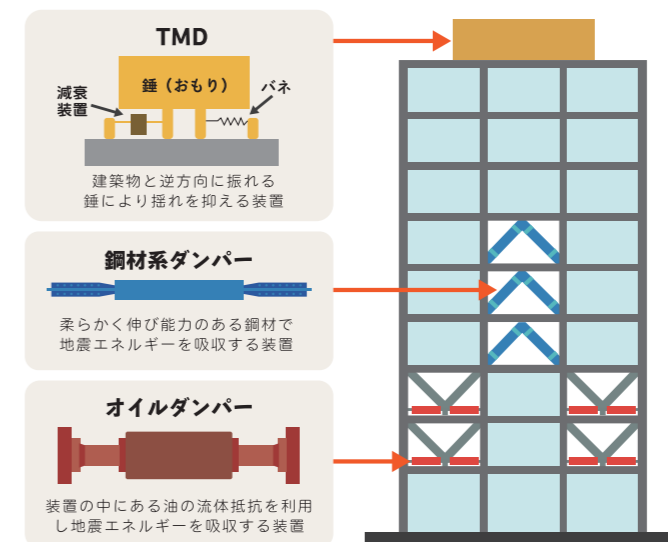 TMD
錘（おもり）
減衰
装置
バネ
建築物と逆方向に振れる
錘により揺れを抑える装置
鋼材系ダンパー
柔らかく伸び能力のある鋼材で
地震エネルギーを吸収する装置
オイルダンパー
装置の中にある油の流体抵抗を利用
し地震エネルギーを吸収する装置